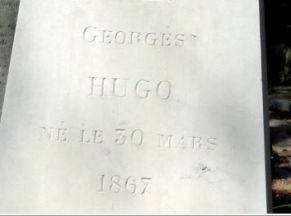 GEORGES
HUGO
NÉ LE 30 MARS
1867